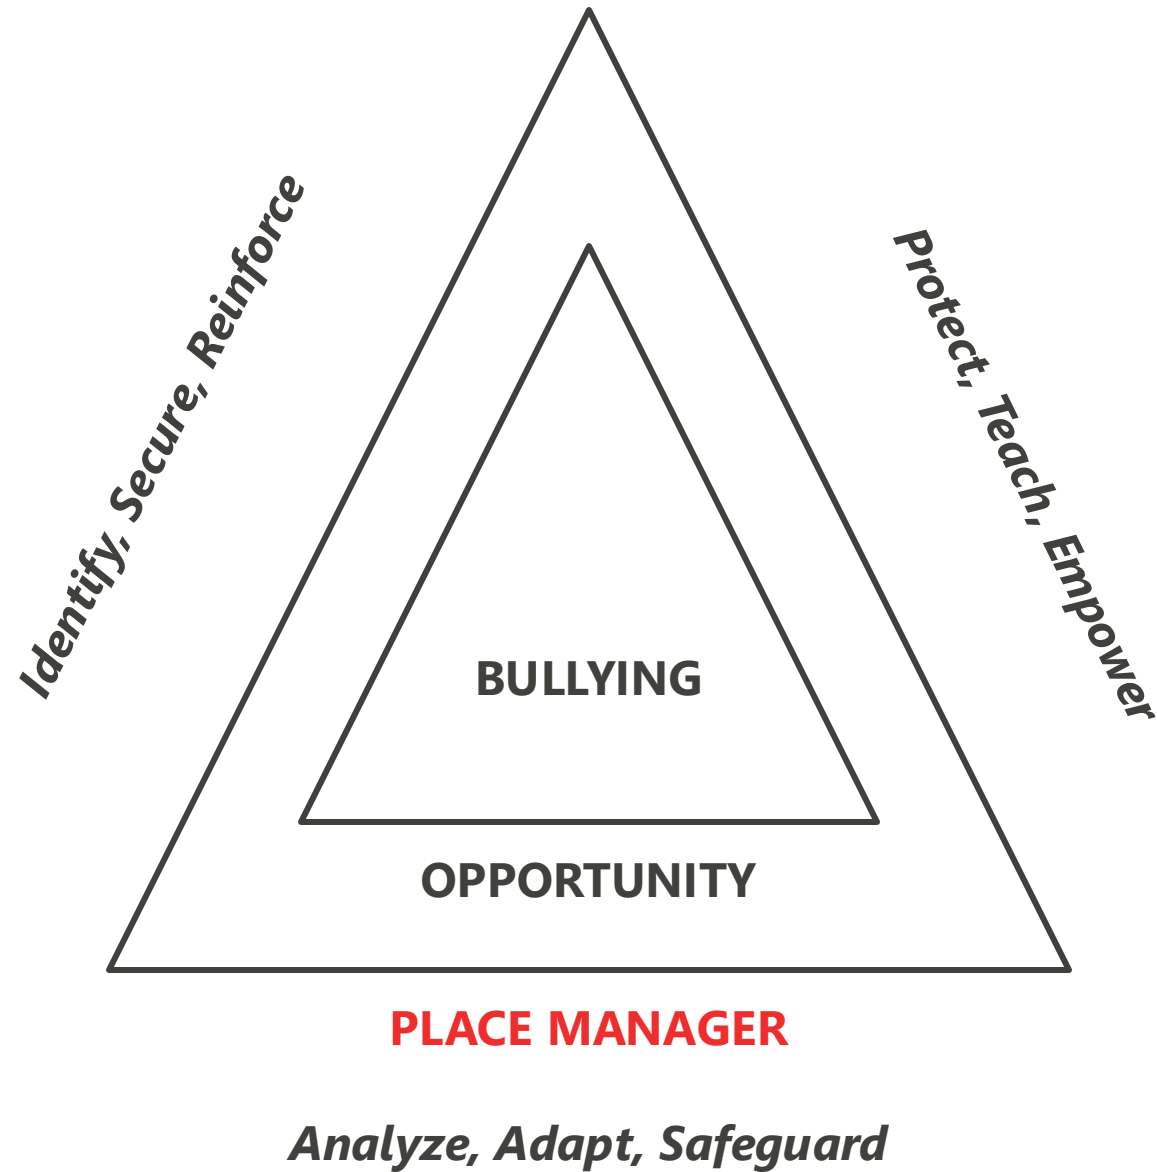 Identify, Secure, Reinforce
Protect, Teach, Empower
BULLYING
OPPORTUNITY
PLACE MANAGER
Analyze, Adapt, Safeguard